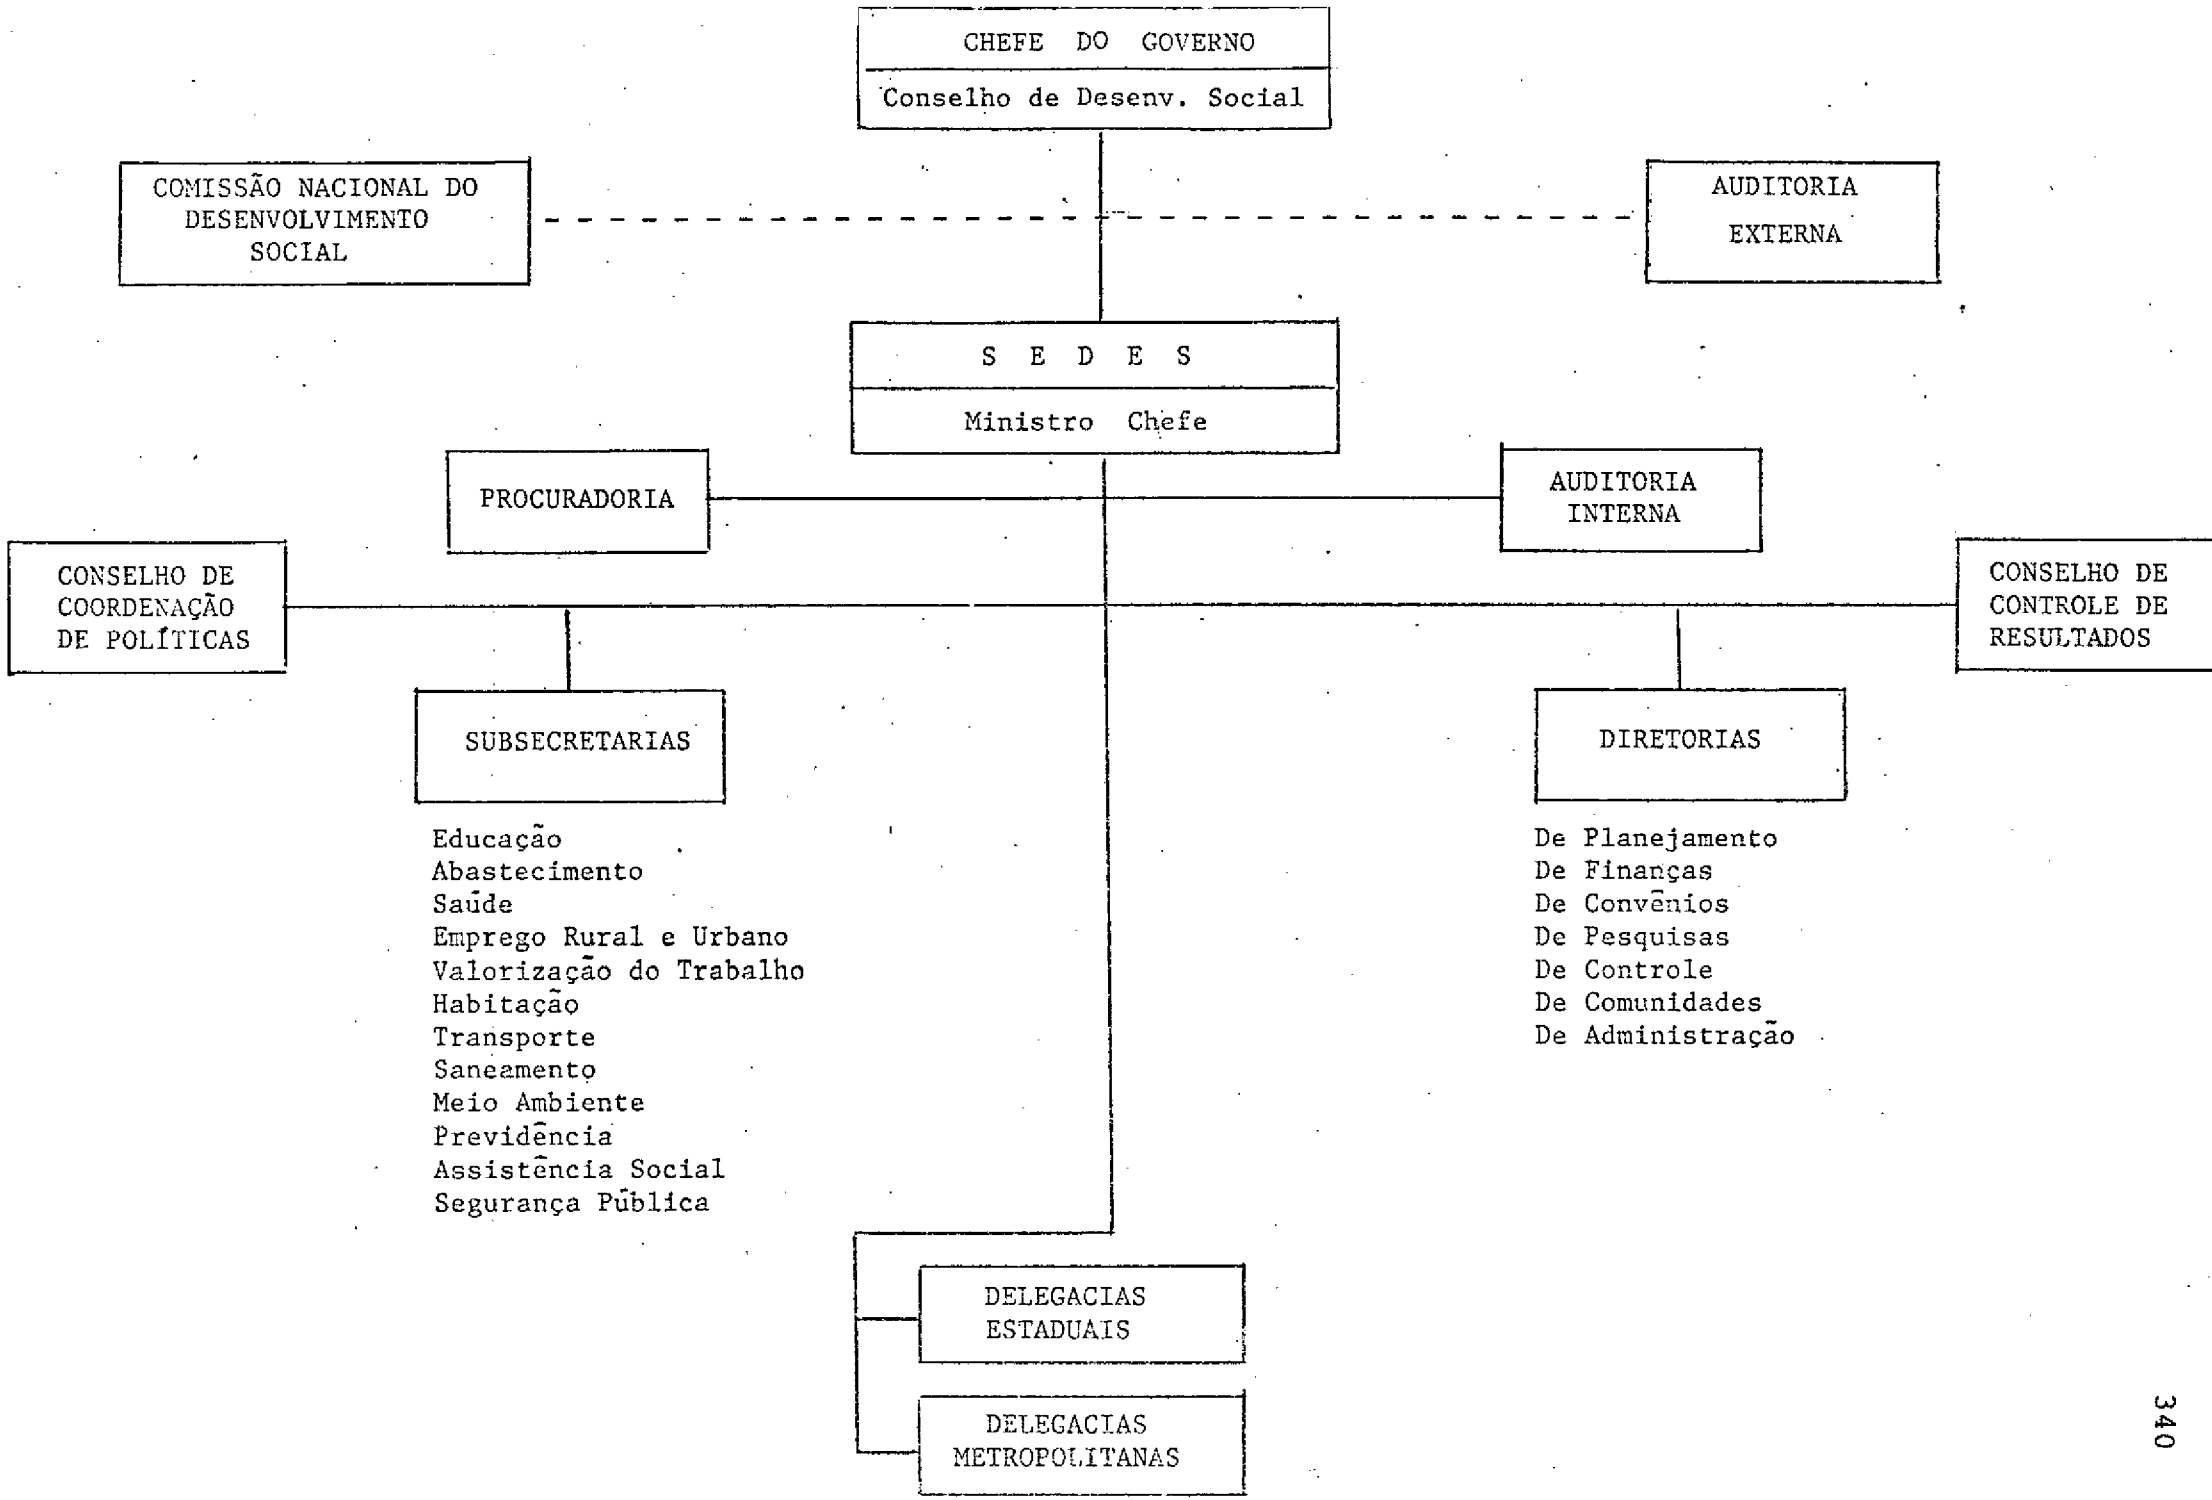 CHEFE DO GOVERNO
Conselho de Desenv. Social
COMISSÃO NACIONAL DO
DESENVOLVIMENTO
SOCIAL
AUDITORIA
EXTERNA
S E D E S
Ministro Chefe
PROCURADORIA
AUDITORIA
INTERNA
CONSELHO DE
COORDENAÇÃO
DE POLÍTICAS
CONSELHO DE
CONTROLE DE
RESULTADOS
SUBSECRETARIAS
Educação
Abastecimento
Saúde
Emprego Rural e Urbano
Valorização do Trabalho
Habitação
Transporte
Saneamento
Meio Ambiente
Previdência
Assistência Social
Segurança Pública
DIRETORIAS
De Planejamento
De Finanças
De Convênios
De Pesquisas
De Controle
De Comunidades
De Administração
DELEGACIAS
ESTADUAIS
DELEGACIAS
METROPOLITANAS
340